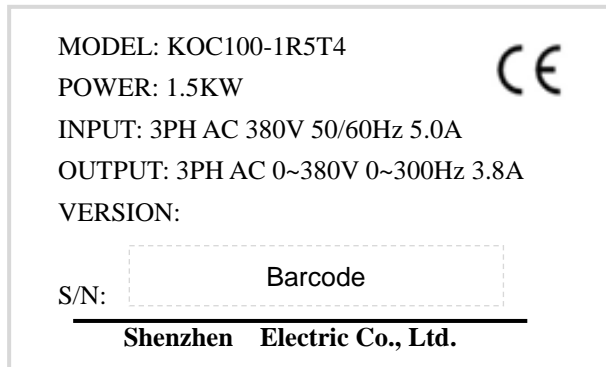 MODEL: KOC100-1R5T4
CE
POWER: 1.5KW
INPUT: 3PH AC 380V 50/60Hz 5.0A
OUTPUT: 3PH AC 0~380V 0~300Hz 3.8A
VERSION:
Barcode
S/N:
Shenzhen Electric Co., Ltd.